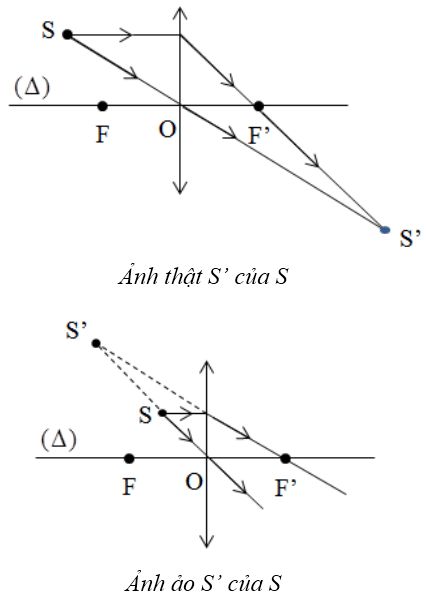 S
(Δ)
F
O
F’
S’
Ảnh thật S’ của S
S’
S
(Δ)
F
O
F’
Ảnh ảo S’ của S